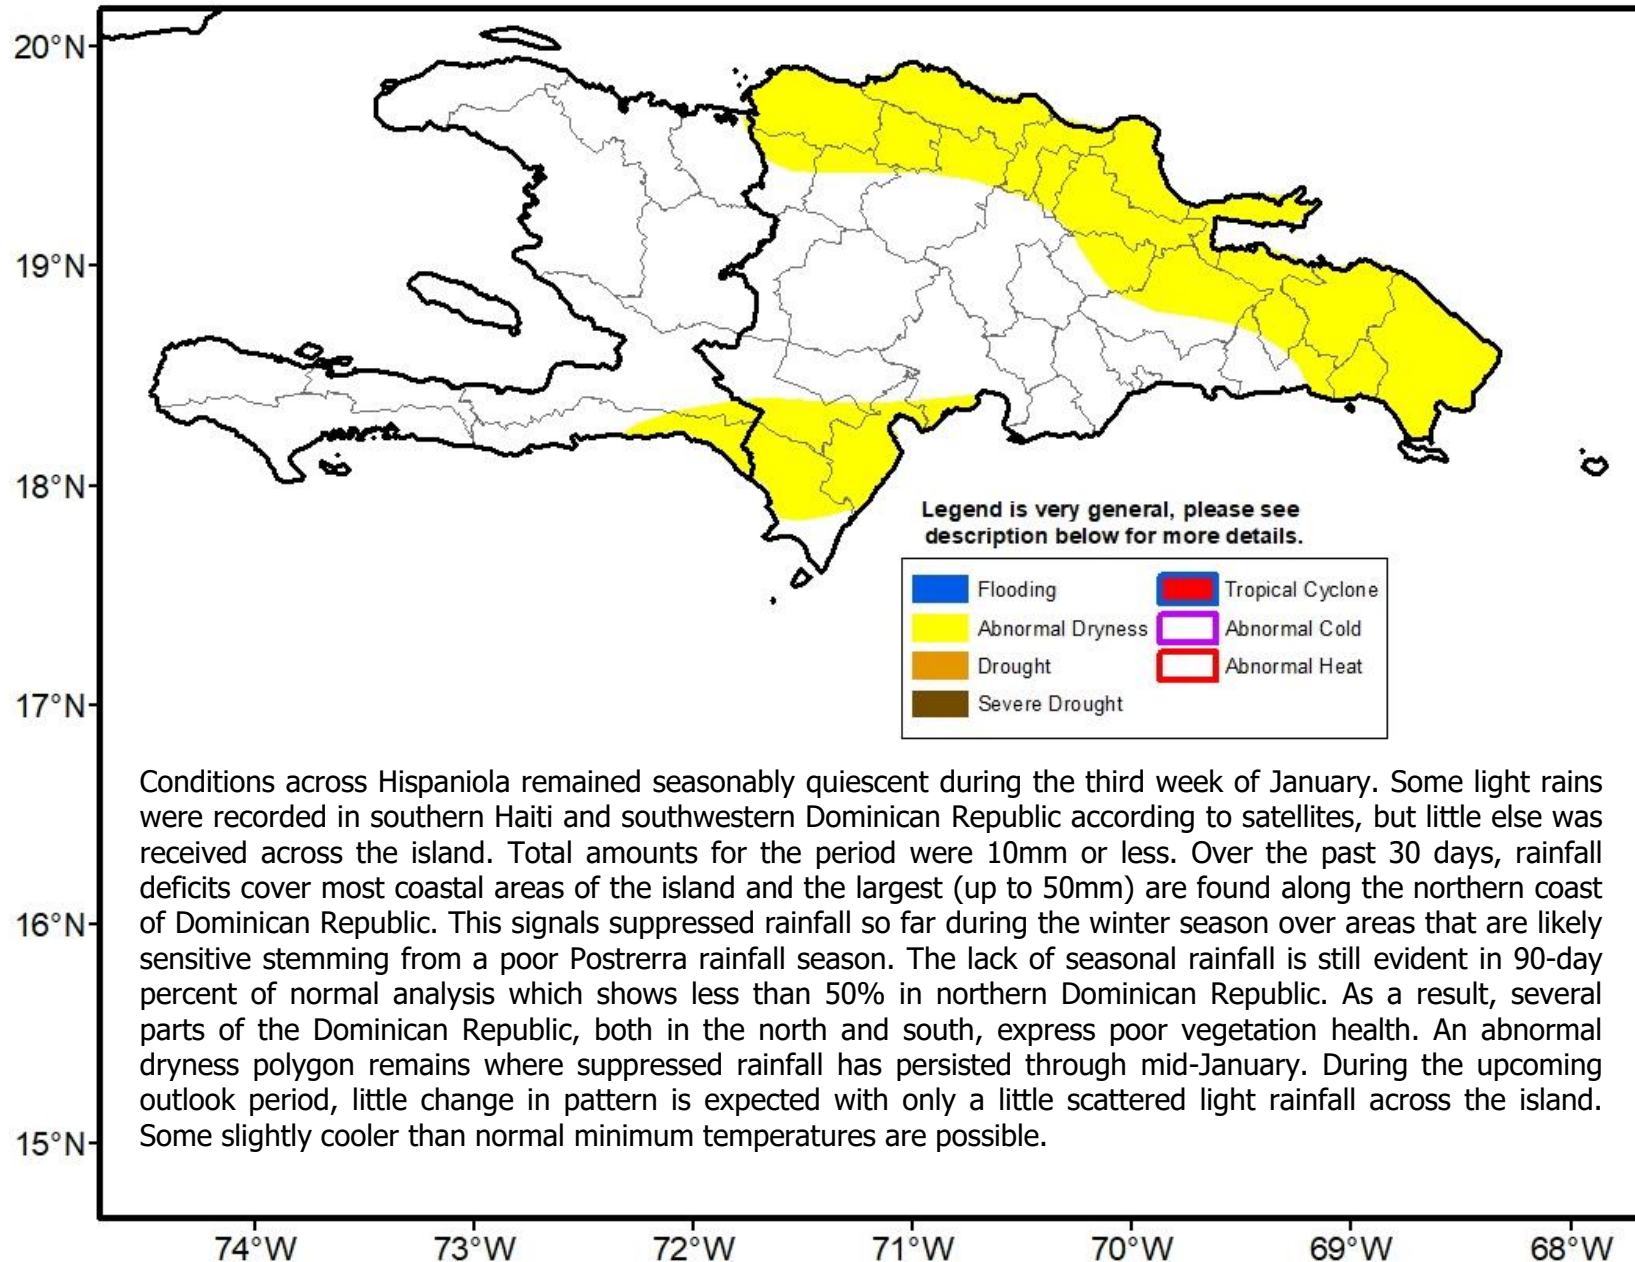 20°N
19°N
18°N
17°N
16°N
15°N
Legend is very general, please see
description below for more details.
Flooding
Tropical Cyclone
Abnormal Dryness
Abnormal Cold
Drought
Abnormal Heat
Severe Drought
Conditions across Hispaniola remained seasonably quiescent during the third week of January. Some light rains
were recorded in southern Haiti and southwestern Dominican Republic according to satellites, but little else was
received across the island. Total amounts for the period were 10mm or less. Over the past 30 days, rainfall
deficits cover most coastal areas of the island and the largest (up to 50mm) are found along the northern coast
of Dominican Republic. This signals suppressed rainfall so far during the winter season over areas that are likely
sensitive stemming from a poor Postrerra rainfall season. The lack of seasonal rainfall is still evident in 90-day
percent of normal analysis which shows less than 50% in northern Dominican Republic. As a result, several
parts of the Dominican Republic, both in the north and south, express poor vegetation health. An abnormal
dryness polygon remains where suppressed rainfall has persisted through mid-January. During the upcoming
outlook period, little change in pattern is expected with only a little scattered light rainfall across the island.
Some slightly cooler than normal minimum temperatures are possible.
74°W 73°W 72°W 71°W 70°W 69°W 68°W